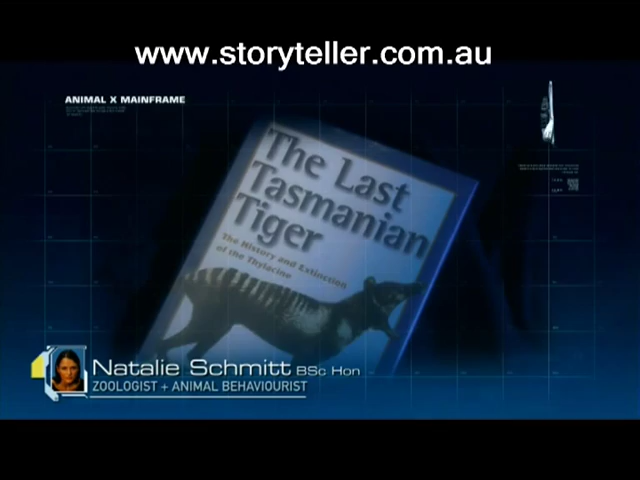 www.storyteller.com.au
ANIMAL X MAINFRAME
The Last
Tasmanian
Tiger
The History and Extinction
of the Thylacine
Natalie Schmitt BSc Hon
ZOOLOGIST + ANIMAL BEHAVIOURIST